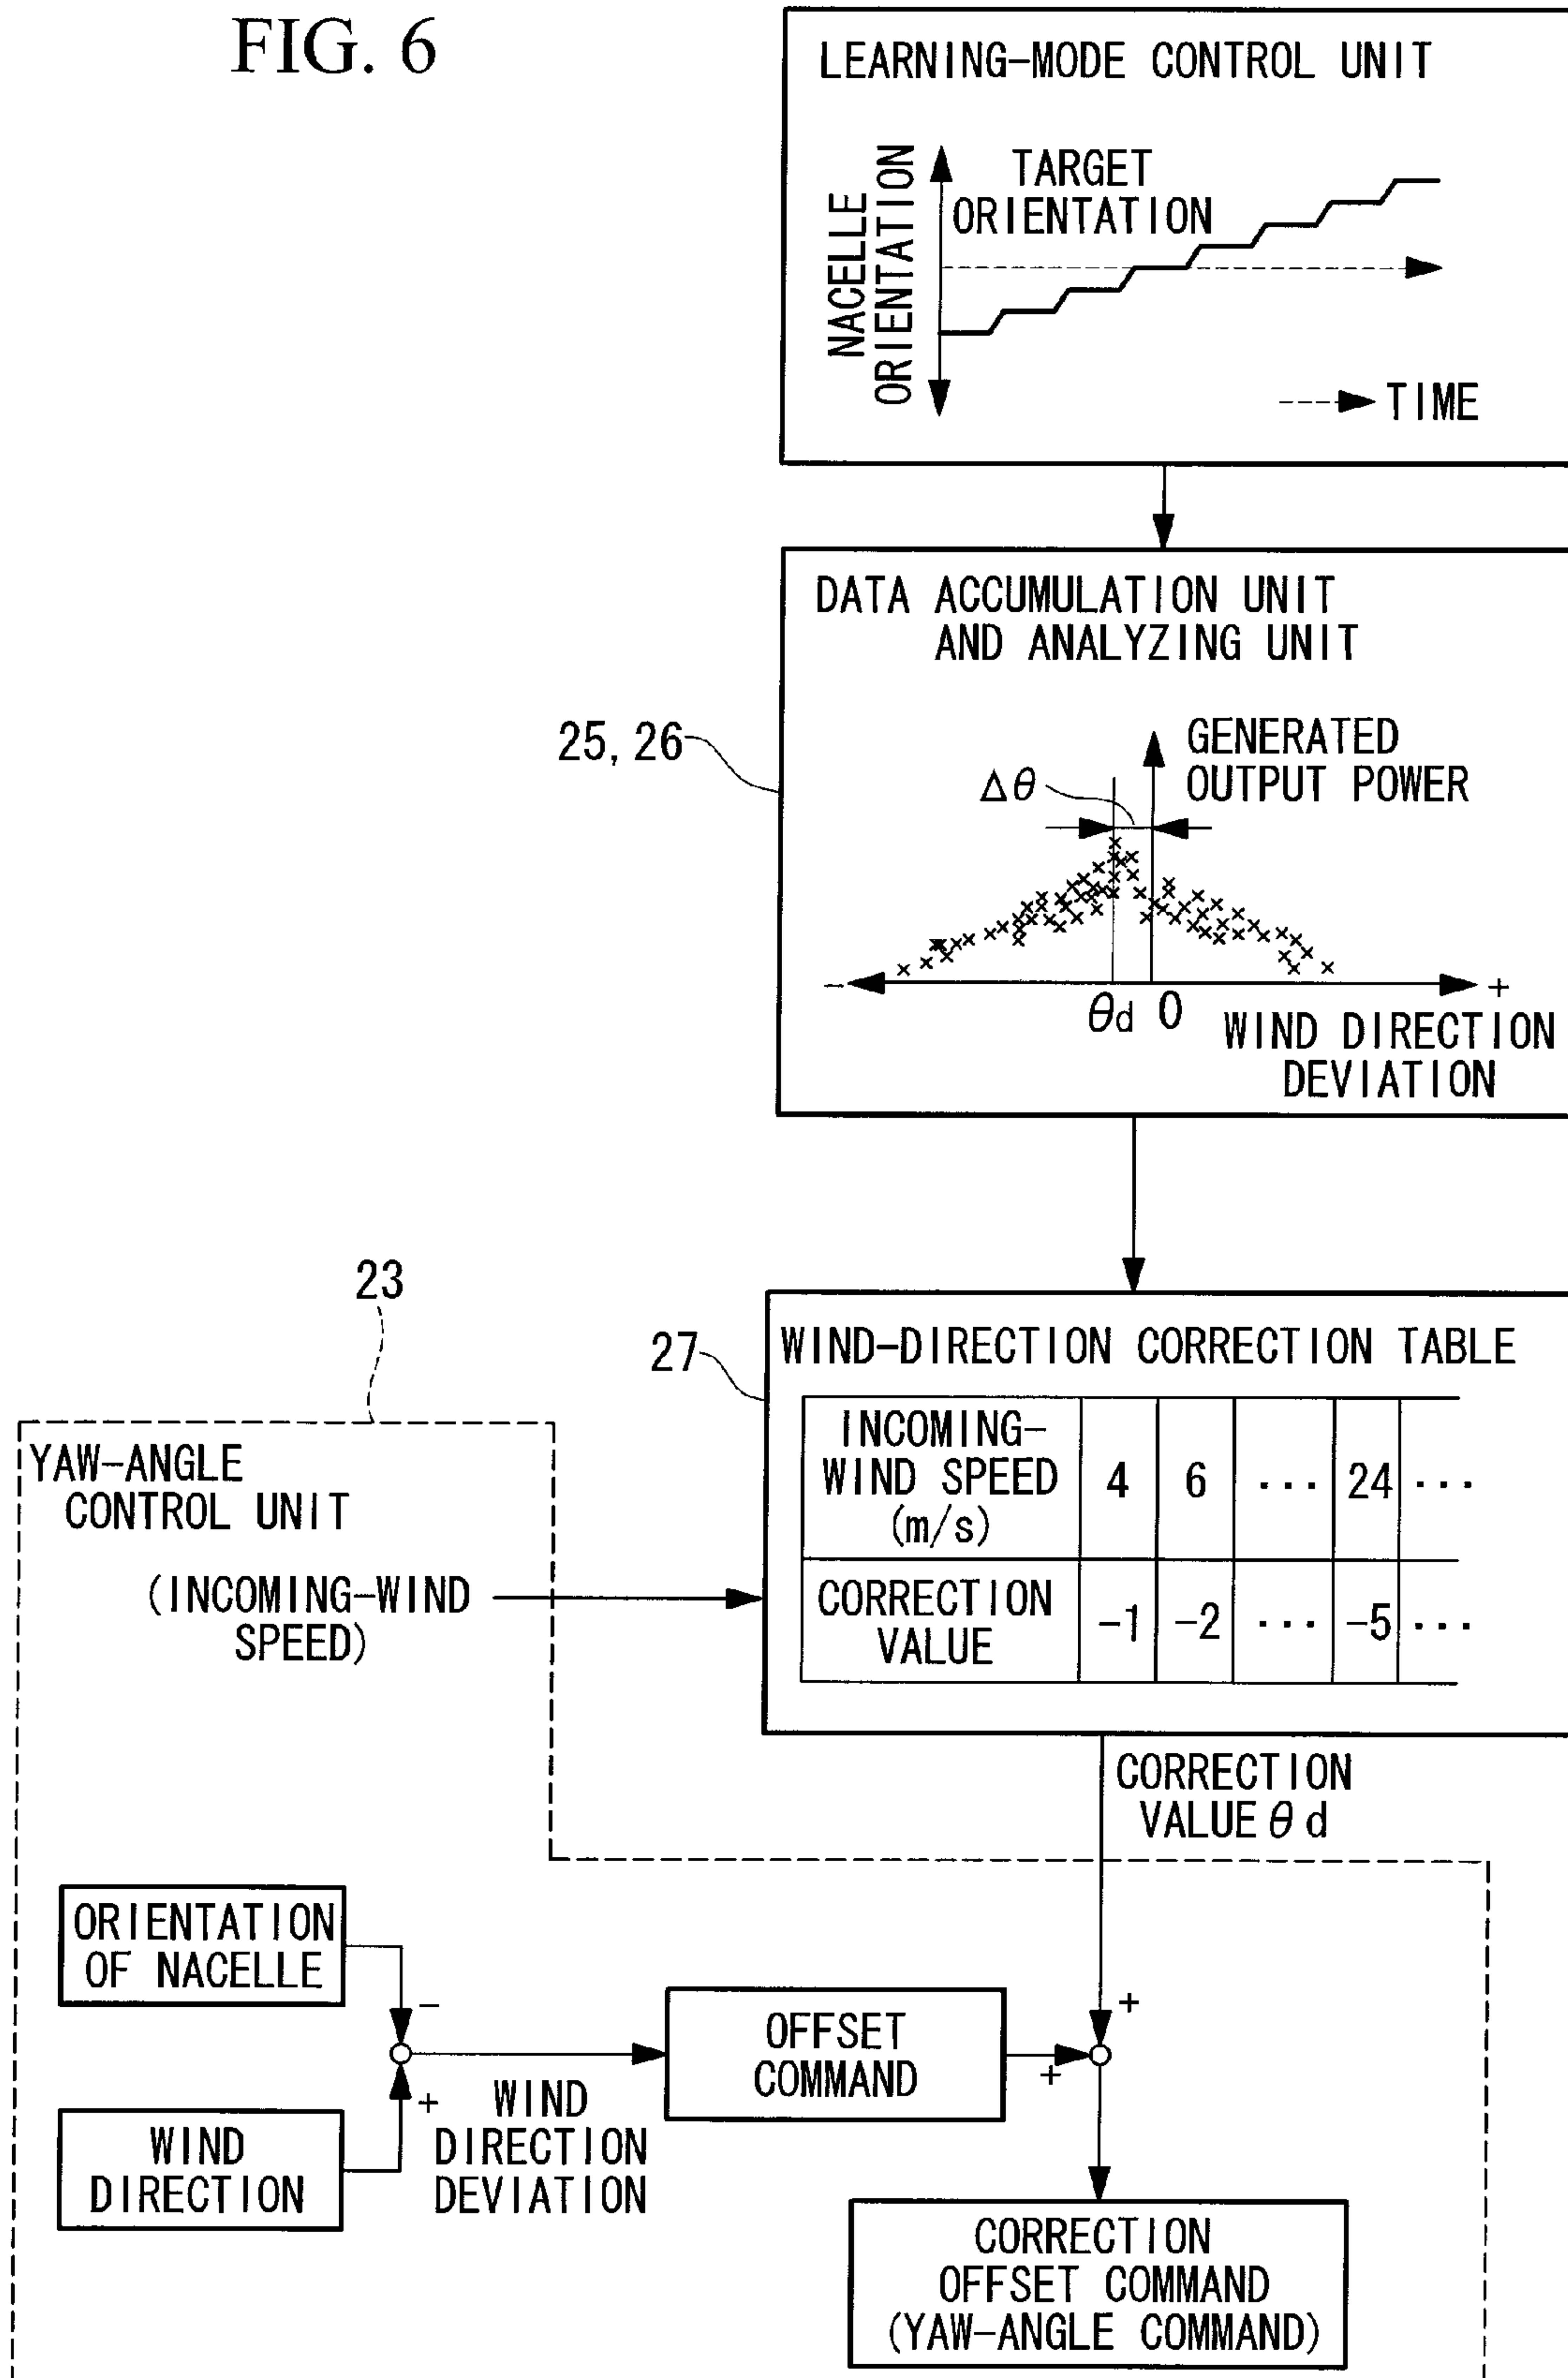 FIG. 6
LEARNING-MODE CONTROL UNIT
NACELLE
ORIENTATION
TARGET
ORIENTATION
TIME
DATA ACCUMULATION UNIT
AND ANALYZING UNIT
25, 26
GENERATED
OUTPUT POWER
Δθ
-
+
θd 0
WIND DIRECTION
DEVIATION
23
27
WIND-DIRECTION CORRECTION TABLE
INCOMING-
WIND SPEED
(m/s)
4 6 ... 24 ...
CORRECTION
VALUE
-1 -2 ... -5 ...
YAW-ANGLE
CONTROL UNIT
(INCOMING-WIND
SPEED)
CORRECTION
VALUE θd
ORIENTATION
OF NACELLE
-
+
OFFSET
COMMAND
+
+
WIND
DIRECTION
WIND
DIRECTION
DEVIATION
CORRECTION
OFFSET COMMAND
(YAW-ANGLE COMMAND)